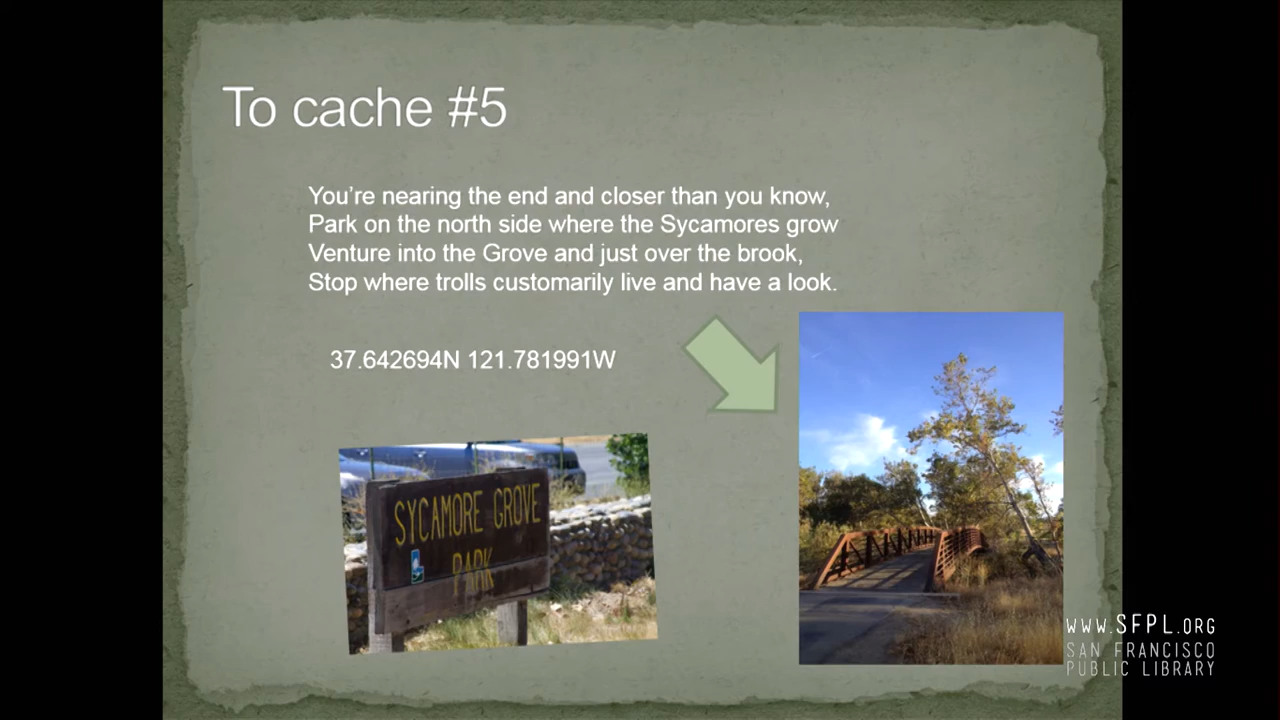 To cache #5
You're nearing the end and closer than you know,
Park on the north side where the Sycamores grow
Venture into the Grove and just over the brook,
Stop where trolls customarily live and have a look.
37.642694N 121.781991W
SYCAMORE GROVE
PARK
www.SFPL.ORG
SAN FRANCISCO
PUBLIC LIBRARY